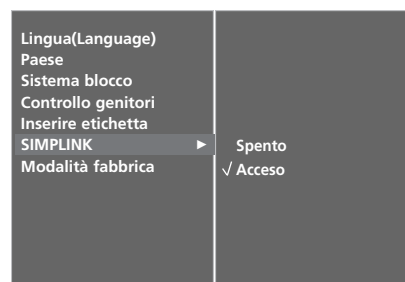 Lingua(Language)
Paese
Sistema blocco
Controllo genitori
Inserire etichetta
SIMPLINK ►
Modalità fabbrica
Spento
√ Acceso